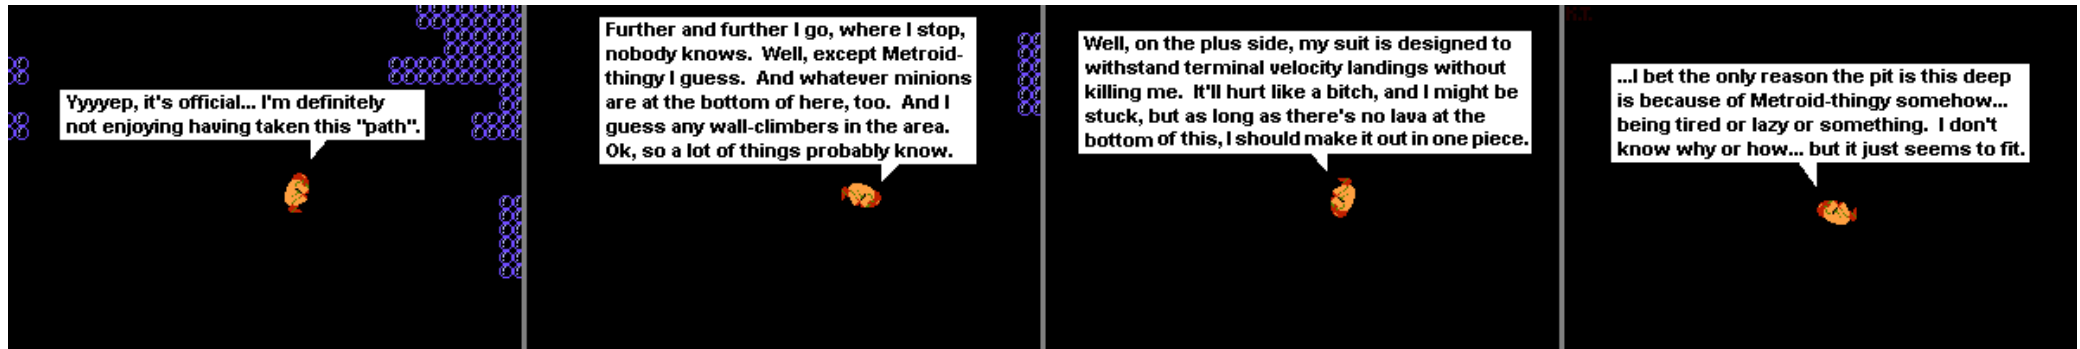 Yyyyep, it's official... I'm definitely
not enjoying having taken this "path".
Further and further I go, where I stop,
nobody knows.  Well, except Metroid-
thingy I guess.  And whatever minions
are at the bottom of here, too.  And I
guess any wall-climbers in the area.
Ok, so a lot of things probably know.
Well, on the plus side, my suit is designed to
withstand terminal velocity landings without
killing me.  It'll hurt like a bitch, and I might be
stuck, but as long as there's no lava at the
bottom of this, I should make it out in one piece.
...I bet the only reason the pit is this deep
is because of Metroid-thingy somehow...
being tired or lazy or something.  I don't
know why or how... but it just seems to fit.